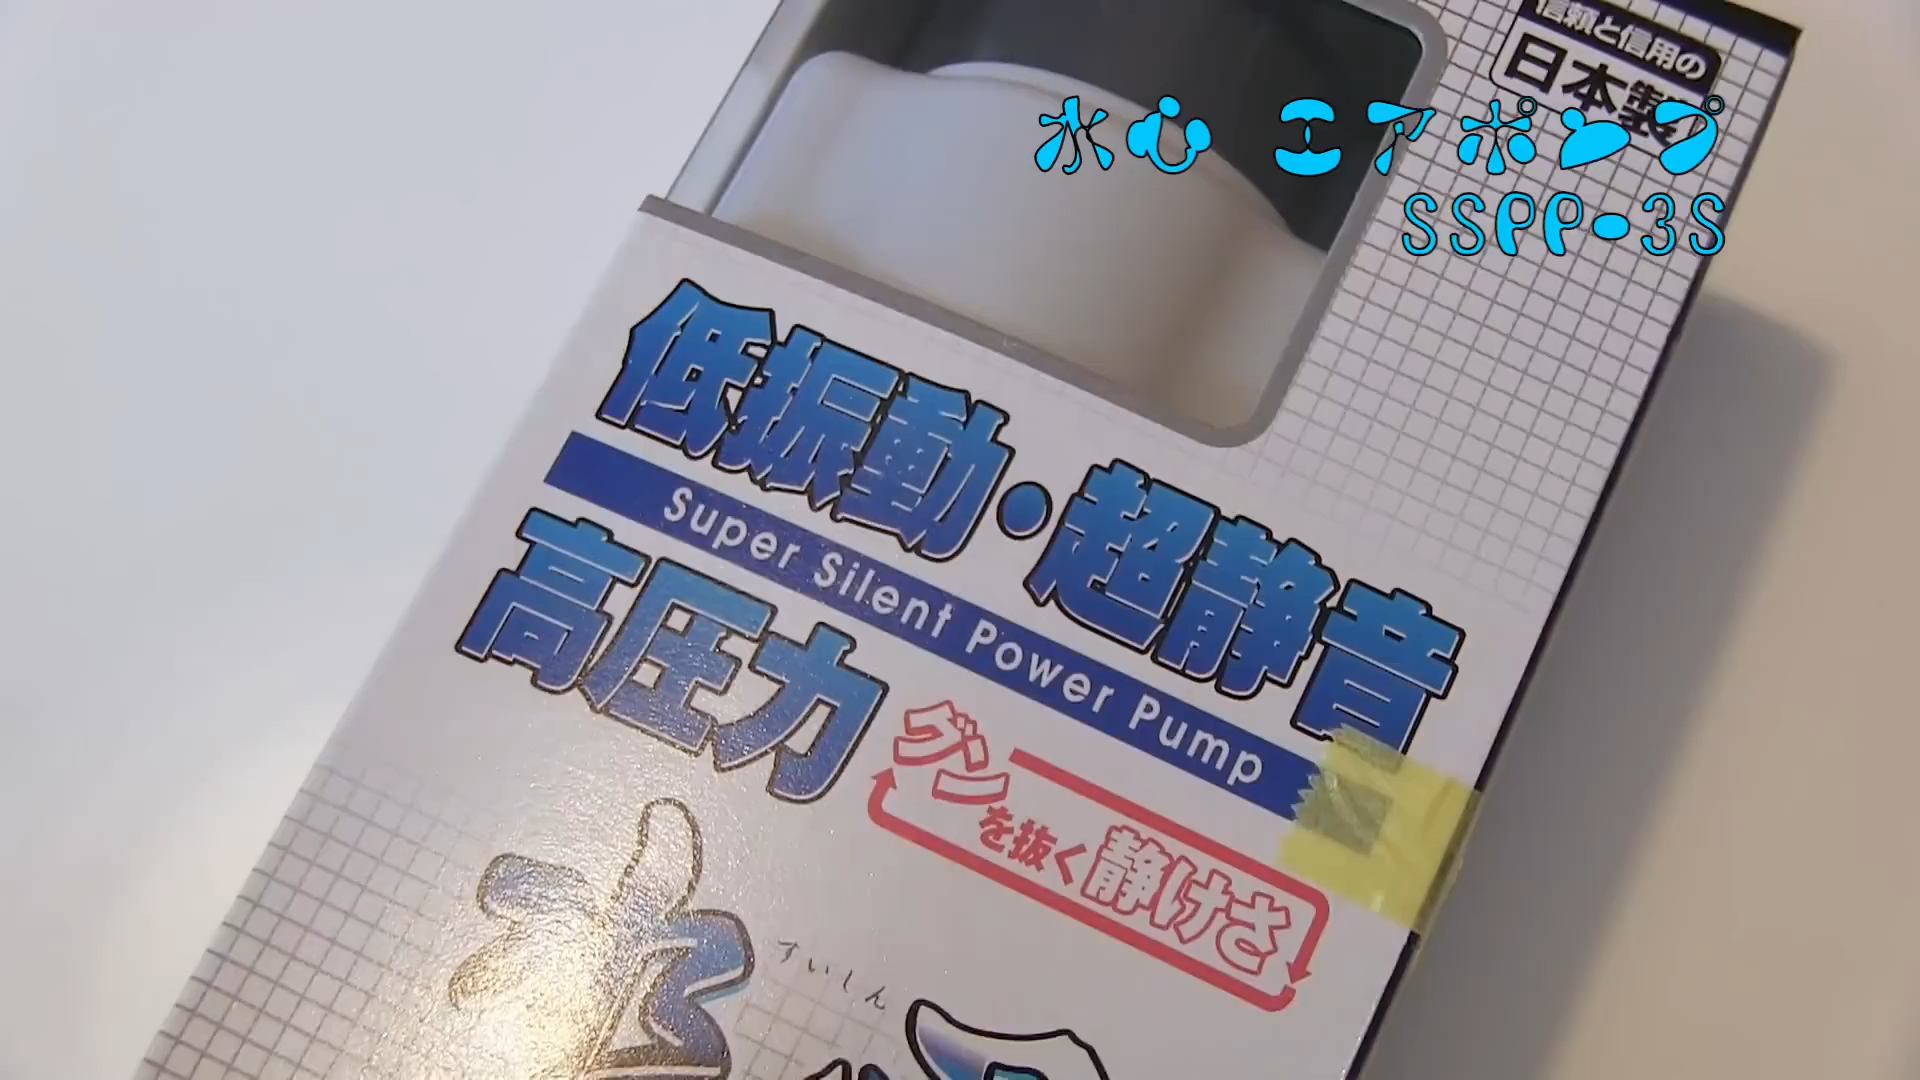 信頼と信用の
日本製
水心 エアポンプ
SSPP-3S
低振動・超静音
Super Silent Power Pump
高圧力
グーンを抜く静けさ
水
すいしん